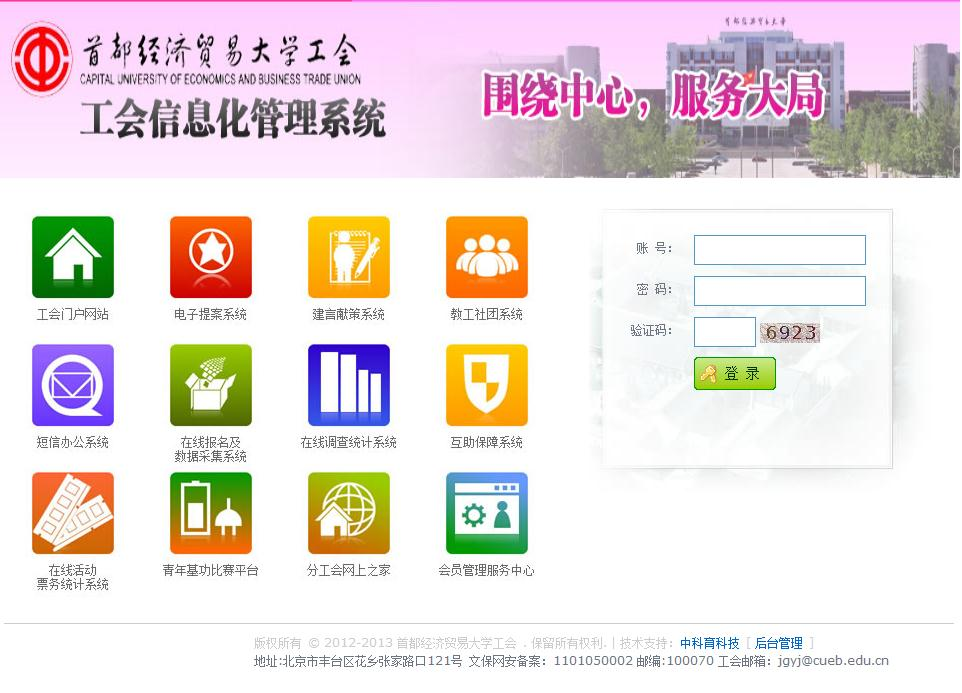 首都经济贸易大学工会
CAPITAL UNIVERSITY OF ECONOMICS AND BUSINESS TRADE UNION
工会信息化管理系统
首都经济贸易大学
围绕中心，服务大局
工会门户网站
电子提案系统
建言献策系统
教工社团系统
短信办公系统
在线报名及
数据采集系统
在线调查统计系统
互助保障系统
在线活动
票务统计系统
青年基功比赛平台
分工会网上之家
会员管理服务中心
账 号：
密 码：
验证码：
6923
登 录
版权所有 © 2012-2013 首都经济贸易大学工会 . 保留所有权利. | 技术支持： 中科育科技 [ 后台管理 ]
地址:北京市丰台区花乡张家路口121号 文保网安备案： 1101050002 邮编:100070 工会邮箱: jgyj@cueb.edu.cn